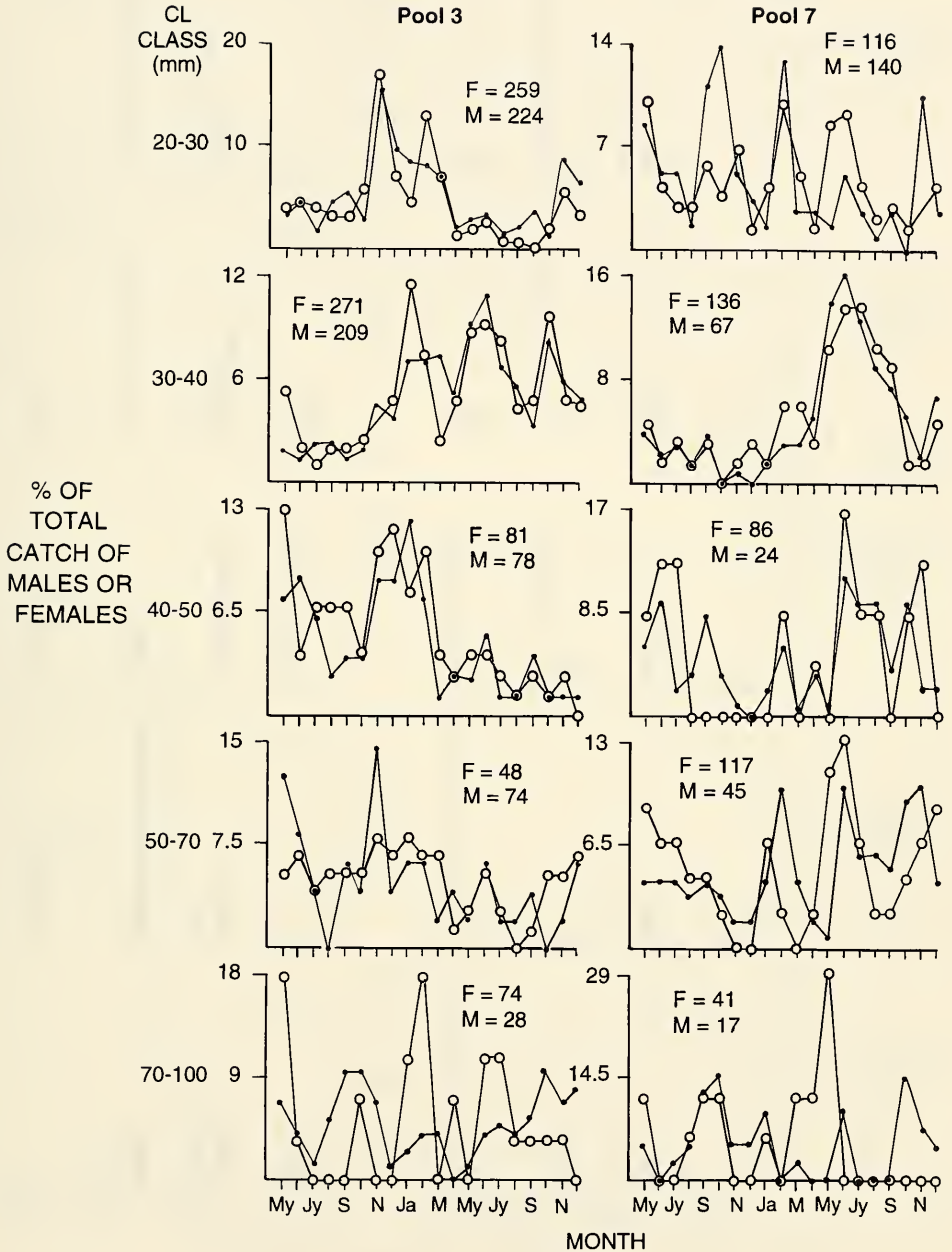 CL CLASS (mm)
Pool 3
Pool 7
20
20-30 10
F = 259
M = 224
14
7
F = 116
M = 140
12
30-40 6
F = 271
M = 209
16
8
F = 136
M = 67
% OF
TOTAL
CATCH OF
MALES OR
FEMALES
13
40-50 6.5
F = 81
M = 78
17
8.5
F = 86
M = 24
15
50-70 7.5
F = 48
M = 74
13
6.5
F = 117
M = 45
18
70-100 9
F = 74
M = 28
29
14.5
F = 41
M = 17
My Jy S N Ja M My Jy S N
My Jy S N Ja M My Jy S N
MONTH